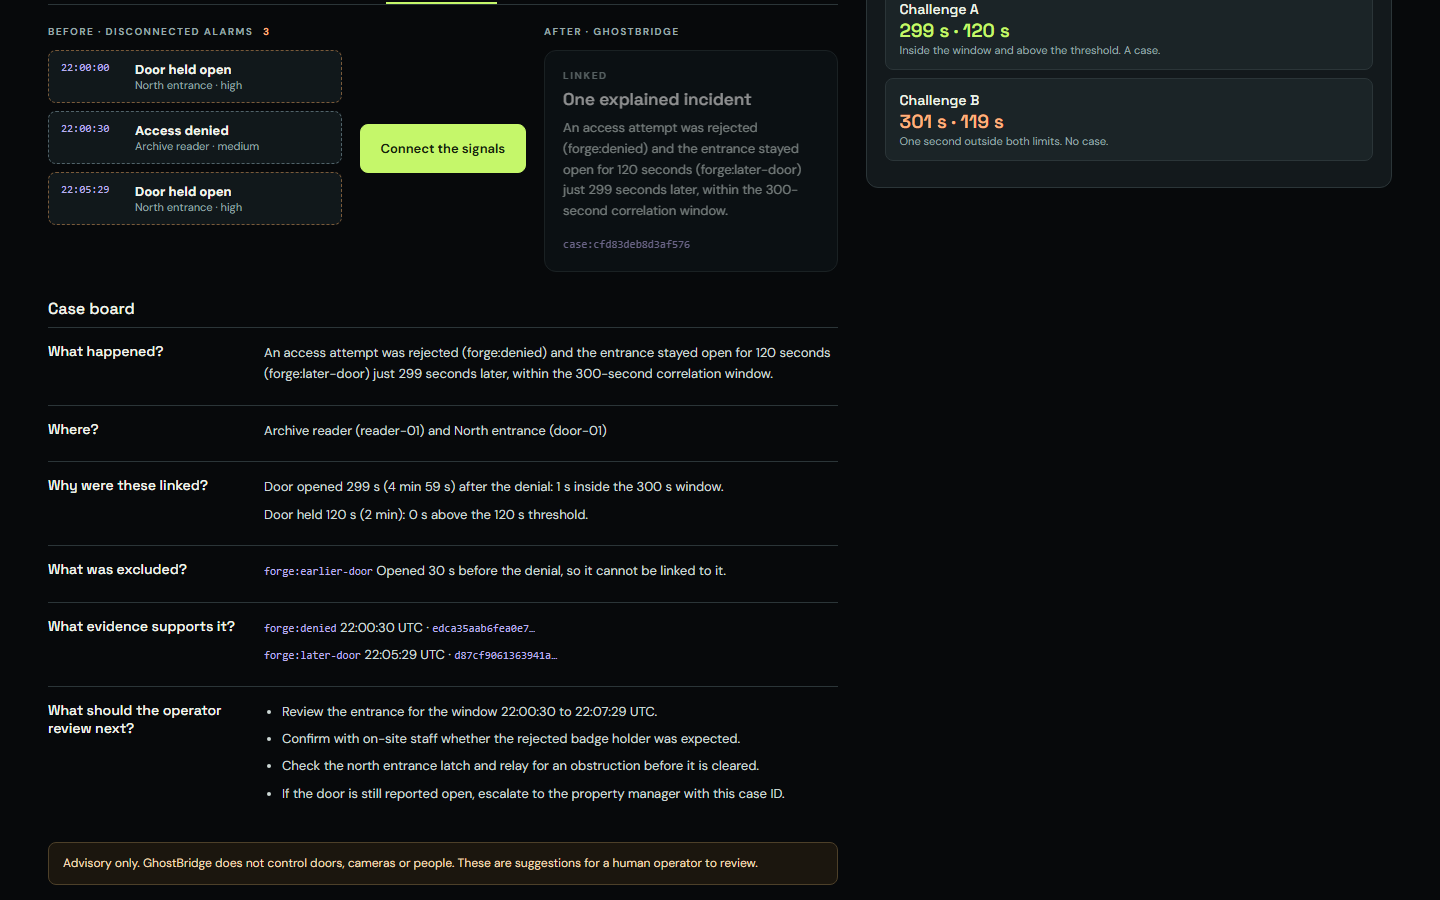 BEFORE · DISCONNECTED ALARMS 3
22:00:00 Door held open
North entrance · high
22:00:30 Access denied
Archive reader · medium
22:05:29 Door held open
North entrance · high
Connect the signals
AFTER · GHOSTBRIDGE
LINKED
One explained incident
An access attempt was rejected
(forge:denied) and the entrance stayed
open for 120 seconds (forge:later-door)
just 299 seconds later, within the 300-
second correlation window.
case:cfd83deb8d3af576
Case board
What happened?
An access attempt was rejected (forge:denied) and the entrance stayed open for 120 seconds
(forge:later-door) just 299 seconds later, within the 300-second correlation window.
Where?
Archive reader (reader-01) and North entrance (door-01)
Why were these linked?
Door opened 299 s (4 min 59 s) after the denial: 1 s inside the 300 s window.
Door held 120 s (2 min): 0 s above the 120 s threshold.
What was excluded?
forge:earlier-door Opened 30 s before the denial, so it cannot be linked to it.
What evidence supports it?
forge:denied 22:00:30 UTC · edca35aab6fea0e7…
forge:later-door 22:05:29 UTC · d87cf9061363941a…
What should the operator
review next?
• Review the entrance for the window 22:00:30 to 22:07:29 UTC.
• Confirm with on-site staff whether the rejected badge holder was expected.
• Check the north entrance latch and relay for an obstruction before it is cleared.
• If the door is still reported open, escalate to the property manager with this case ID.
Advisory only. GhostBridge does not control doors, cameras or people. These are suggestions for a human operator to review.
Challenge A
299 s · 120 s
Inside the window and above the threshold. A case.
Challenge B
301 s · 119 s
One second outside both limits. No case.